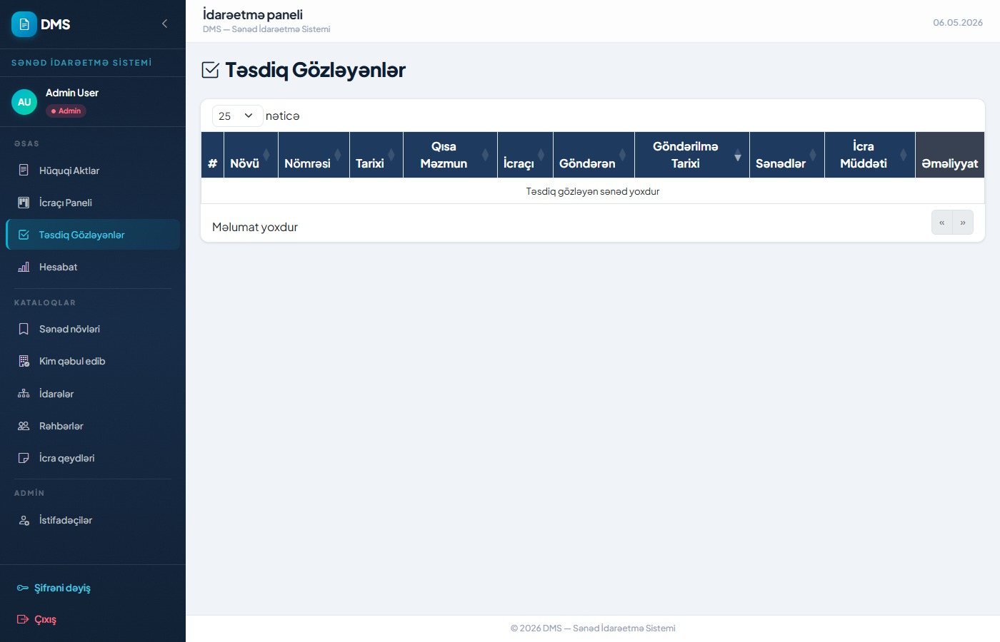 DMS
SƏNƏD İDARƏETMƏ SİSTEMİ
AU
Admin User
Admin
ƏSAS
Hüquqi Aktlar
İcraçı Paneli
Təsdiq Gözləyənlər
Hesabat
KATALOQLAR
Sənəd növləri
Kim qəbul edib
İdarələr
Rəhbərlər
İcra qeydləri
ADMİN
İstifadəçilər
Şifrəni dəyiş
Çıxış
İdarəetmə paneli
DMS — Sənəd İdarəetmə Sistemi
06.05.2026
Təsdiq Gözləyənlər
25 nəticə
# Növü Nömrəsi Tarixi Qısa Məzmun İcraçı Göndərən Göndərilmə Tarixi Sənədlər İcra Müddəti Əməliyyat
Təsdiq gözləyən sənəd yoxdur
Məlumat yoxdur
« »
© 2026 DMS — Sənəd İdarəetmə Sistemi